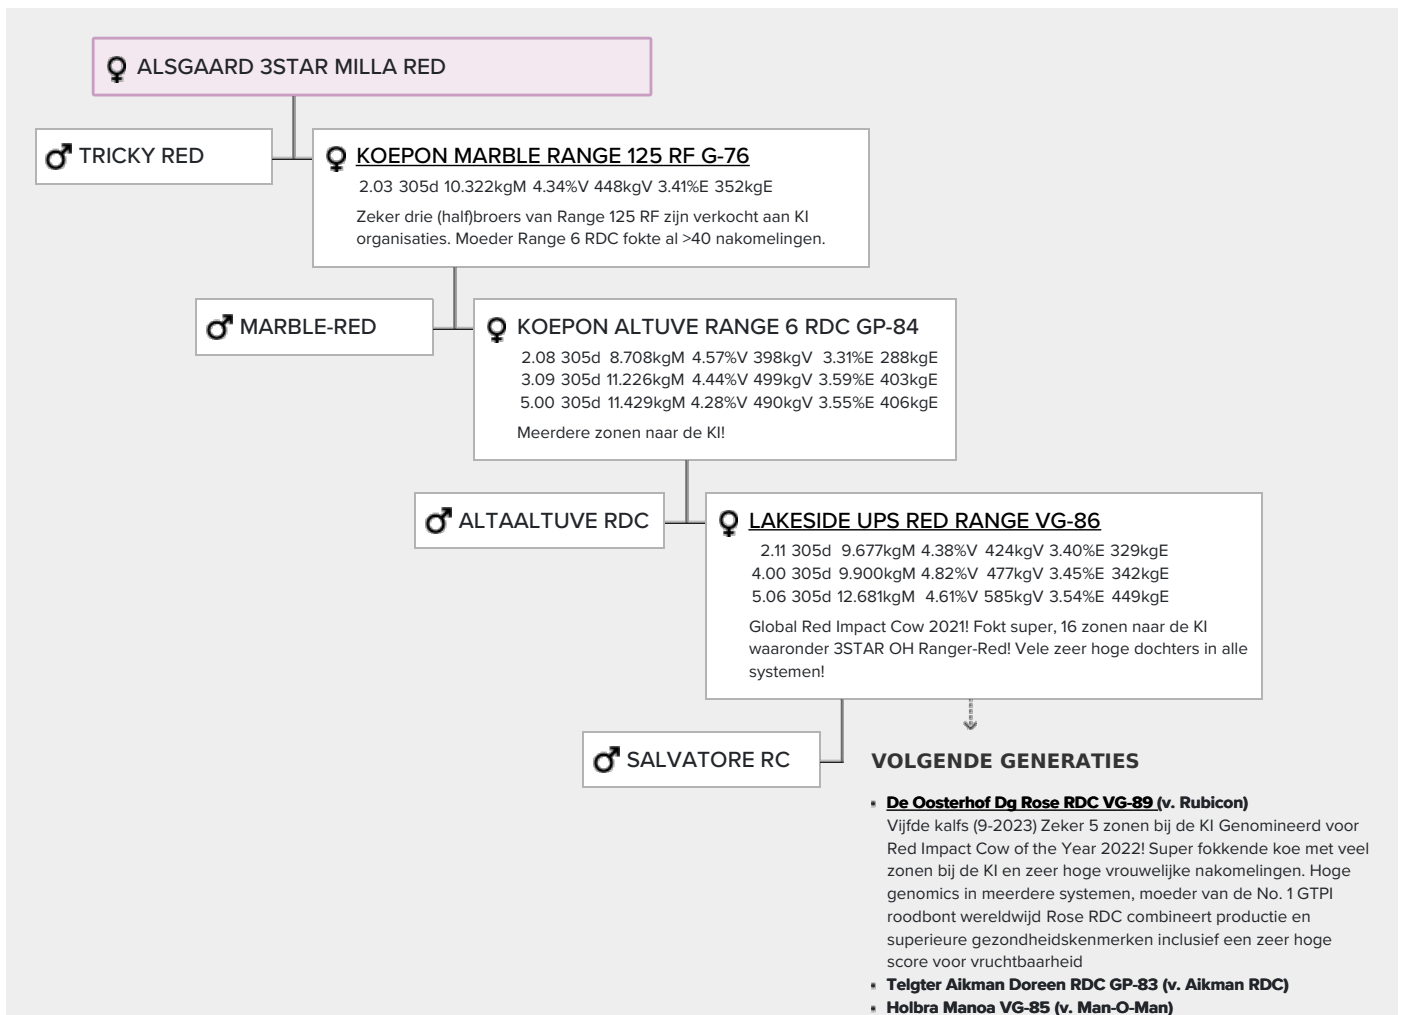 ALSGAARD 3STAR MILLA RED
TRICKY RED
KOEPON MARBLE RANGE 125 RF G-76
2.03 305d 10.322kgM 4.34%V 448kgV 3.41%E 352kgE
Zeker drie (half)broers van Range 125 RF zijn verkocht aan KI
organisaties. Moeder Range 6 RDC fokte al >40 nakomelingen.
MARBLE-RED
KOEPON ALTUVE RANGE 6 RDC GP-84
2.08 305d 8.708kgM 4.57%V 398kgV 3.31%E 288kgE
3.09 305d 11.226kgM 4.44%V 499kgV 3.59%E 403kgE
5.00 305d 11.429kgM 4.28%V 490kgV 3.55%E 406kgE
Meerdere zonen naar de KI!
ALTAALTUVE RDC
LAKESIDE UPS RED RANGE VG-86
2.11 305d 9.677kgM 4.38%V 424kgV 3.40%E 329kgE
4.00 305d 9.900kgM 4.82%V 477kgV 3.45%E 342kgE
5.06 305d 12.681kgM 4.61%V 585kgV 3.54%E 449kgE
Global Red Impact Cow 2021! Fokt super, 16 zonen naar de KI
waaronder 3STAR OH Ranger-Red! Vele zeer hoge dochters in alle
systemen!
SALVATORE RC
VOLGENDE GENERATIES
De Oosterhof Dg Rose RDC VG-89 (v. Rubicon)
Vijfde kalfs (9-2023) Zeker 5 zonen bij de KI Genomineerd voor
Red Impact Cow of the Year 2022! Super fokkende koe met veel
zonen bij de KI en zeer hoge vrouwelijke nakomelingen. Hoge
genomics in meerdere systemen, moeder van de No. 1 GTPI
roodbont wereldwijd Rose RDC combineert productie en
superieure gezondheidskenmerken inclusief een zeer hoge
score voor vruchtbaarheid
Telgter Aikman Doreen RDC GP-83 (v. Aikman RDC)
Holbra Manoa VG-85 (v. Man-O-Man)